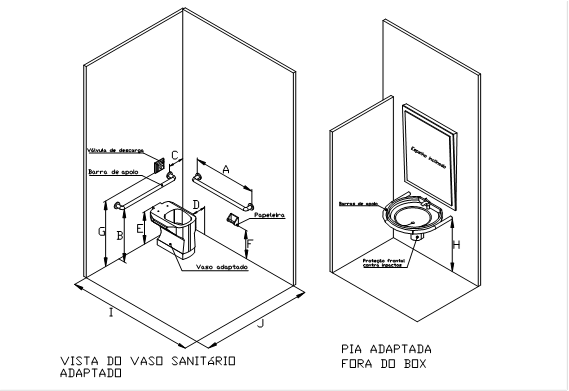 Válvula de descarga
Barra de apoio
C
A
D
Papeleira
G
B
E
F
Vaso adaptado
I
J
VISTA DO VASO SANITÁRIO
ADAPTADO
Espelho inclinado
Barras de apoio
H
Proteção frontal
contra impactos
PIA ADAPTADA
FORA DO BOX